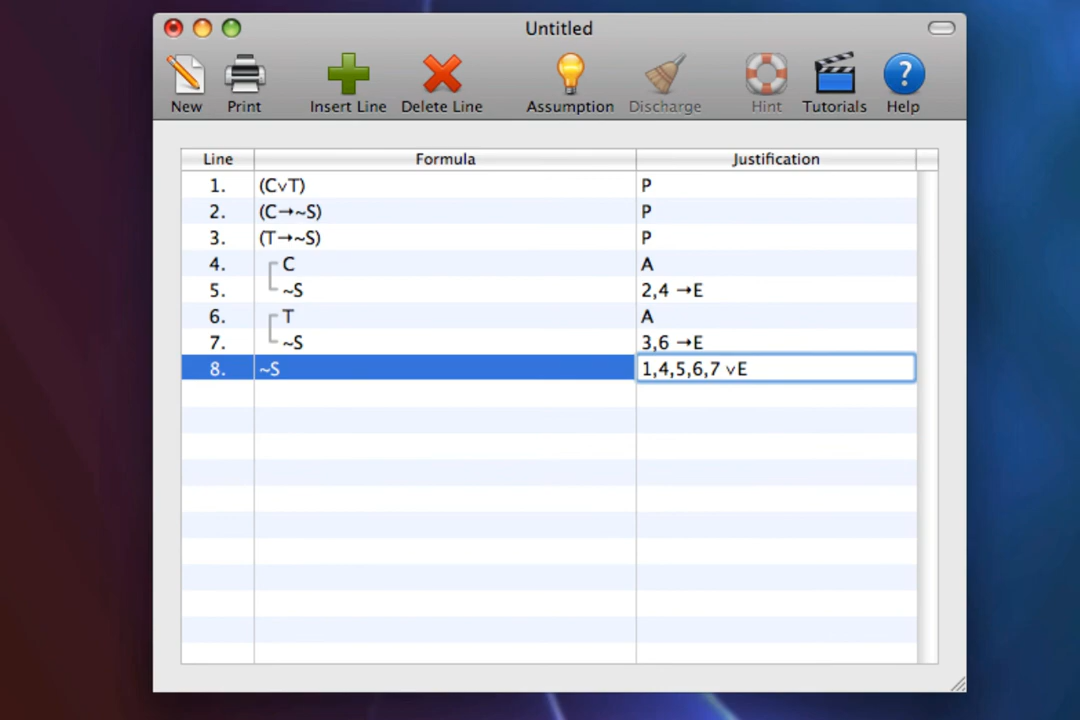 Untitled
New Print Insert Line Delete Line Assumption Discharge Hint Tutorials Help
Line Formula Justification
1. (C∨T) P
2. (C→~S) P
3. (T→~S) P
4. C A
5. ~S 2,4 →E
6. T A
7. ~S 3,6 →E
8. ~S 1,4,5,6,7 ∨E